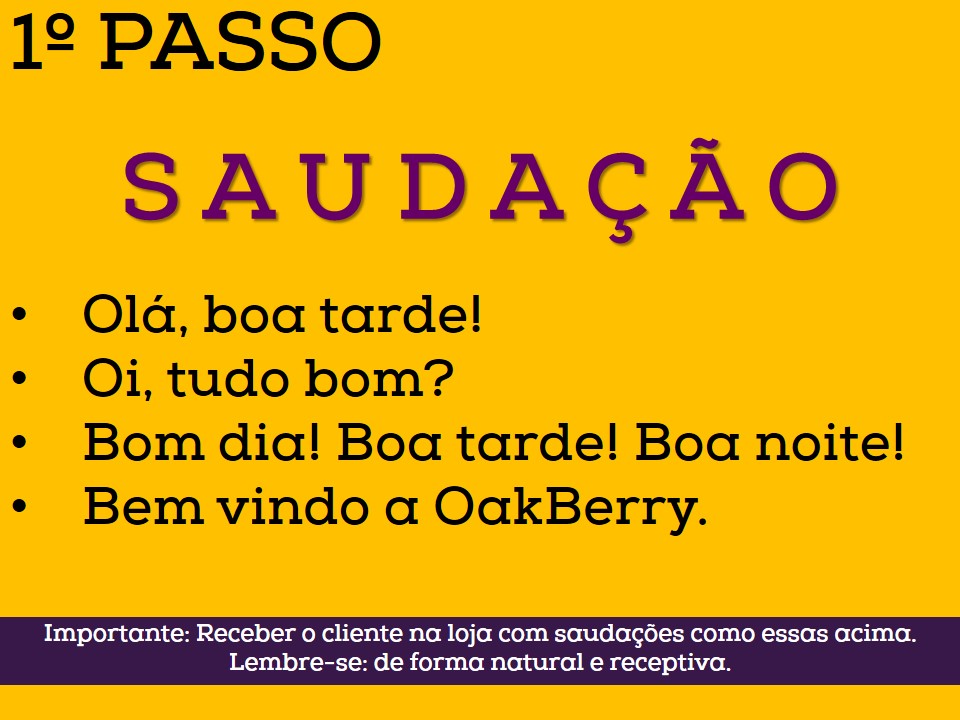 1º PASSO
SAUDAÇÃO
• Olá, boa tarde!
• Oi, tudo bom?
• Bom dia! Boa tarde! Boa noite!
• Bem vindo a OakBerry.
Importante: Receber o cliente na loja com saudações como essas acima.
Lembre-se: de forma natural e receptiva.